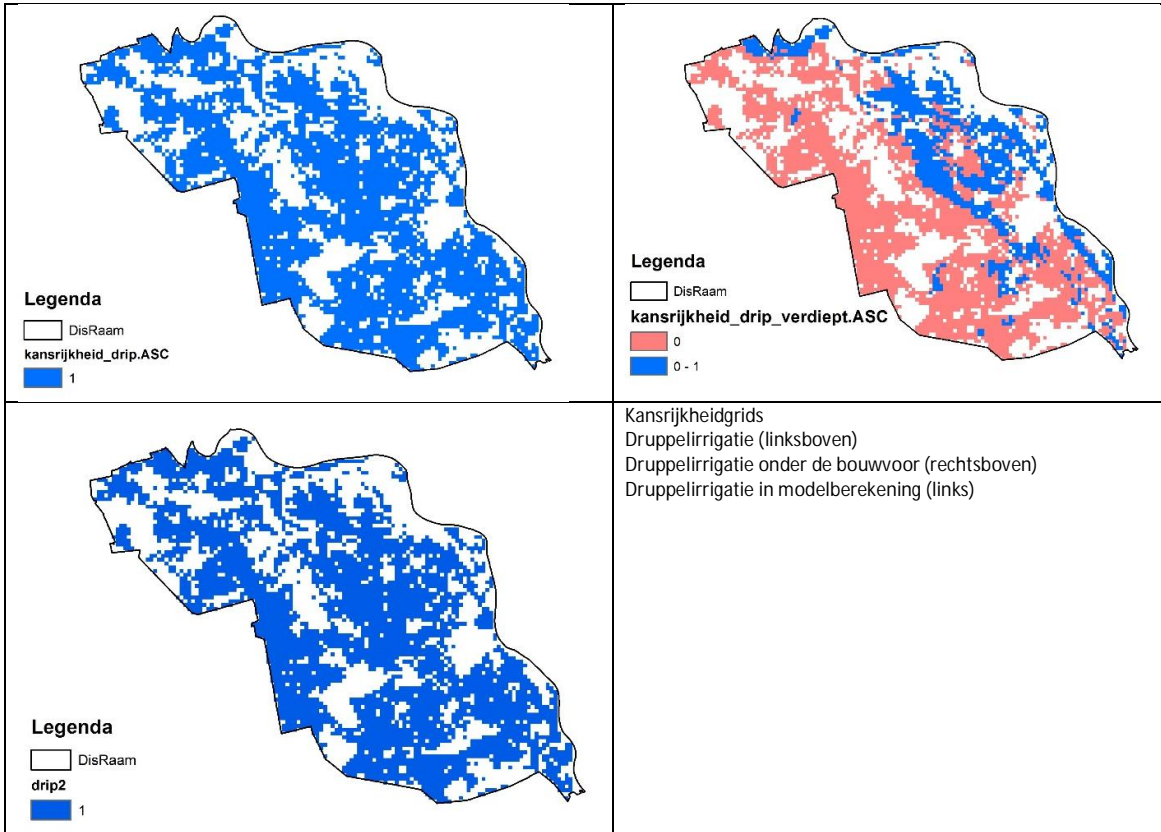 Legenda
DisRaam
kansrijkheid_drip.ASC
1
Legenda
DisRaam
kansrijkheid_drip_verdiept.ASC
0
0 - 1
Legenda
DisRaam
drip2
1
Kansrijkheidgrids
Druppelirrigatie (linksboven)
Druppelirrigatie onder de bouwvoor (rechtsboven)
Druppelirrigatie in modelberekening (links)